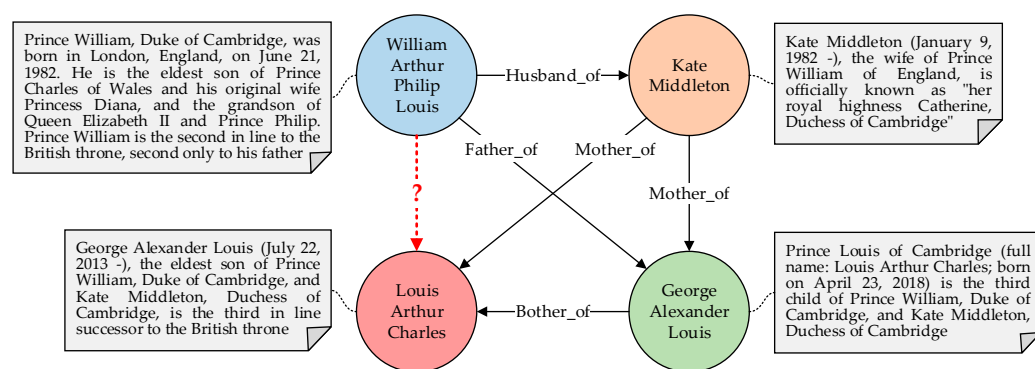 Prince William, Duke of Cambridge, was
born in London, England, on June 21,
1982. He is the eldest son of Prince
Charles of Wales and his original wife
Princess Diana, and the grandson of
Queen Elizabeth II and Prince Philip.
Prince William is the second in line to the
British throne, second only to his father
William
Arthur
Philip
Louis
Husband_of
Kate
Middleton
Kate Middleton (January 9,
1982 -), the wife of Prince
William of England, is
officially known as "her
royal highness Catherine,
Duchess of Cambridge"
Father_of
Mother_of
?
Mother_of
George Alexander Louis (July 22,
2013 -), the eldest son of Prince
William, Duke of Cambridge, and
Kate Middleton, Duchess of
Cambridge, is the third in line
successor to the British throne
Louis
Arthur
Charles
Bother_of
George
Alexander
Louis
Prince Louis of Cambridge (full
name: Louis Arthur Charles; born
on April 23, 2018) is the third
child of Prince William, Duke of
Cambridge, and Kate Middleton,
Duchess of Cambridge